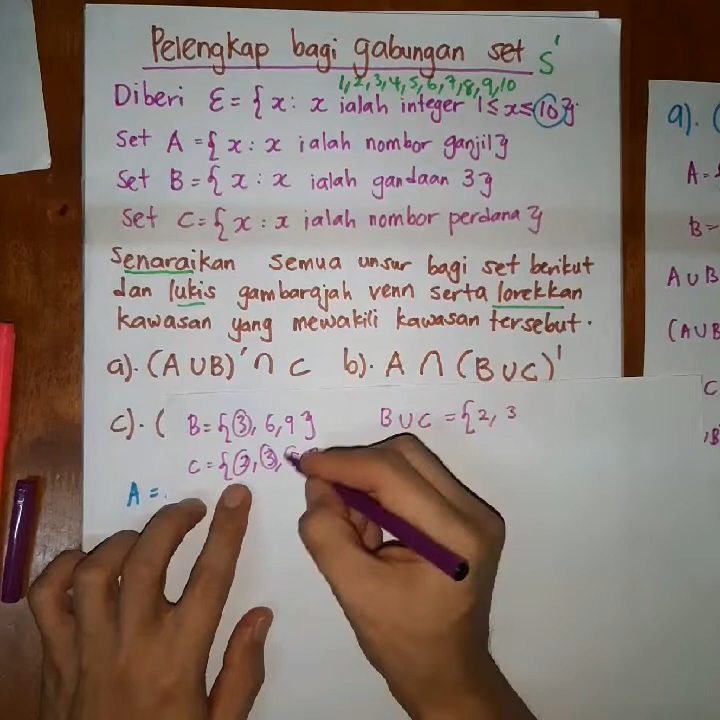 Pelengkap bagi gabungan set S'
1, 2, 3, 4, 5, 6, 7, 8, 9, 10
Diberi ℰ = { x : x ialah integer 1 ≤ x ≤ 10 }
Set A = { x : x ialah nombor ganjil }
Set B = { x : x ialah gandaan 3 }
Set C = { x : x ialah nombor perdana }
Senaraikan semua unsur bagi set berikut
dan lukis gambarajah venn serta lorekkan
kawasan yang mewakili kawasan tersebut.
a). (A ∪ B)' ∩ C b). A ∩ (B ∪ C)'
c). (
B = { 3, 6, 9 } B ∪ C = { 2, 3
C = { 2, 3,
A =
a). (
A =
B =
A ∪ B
(A ∪ B
C